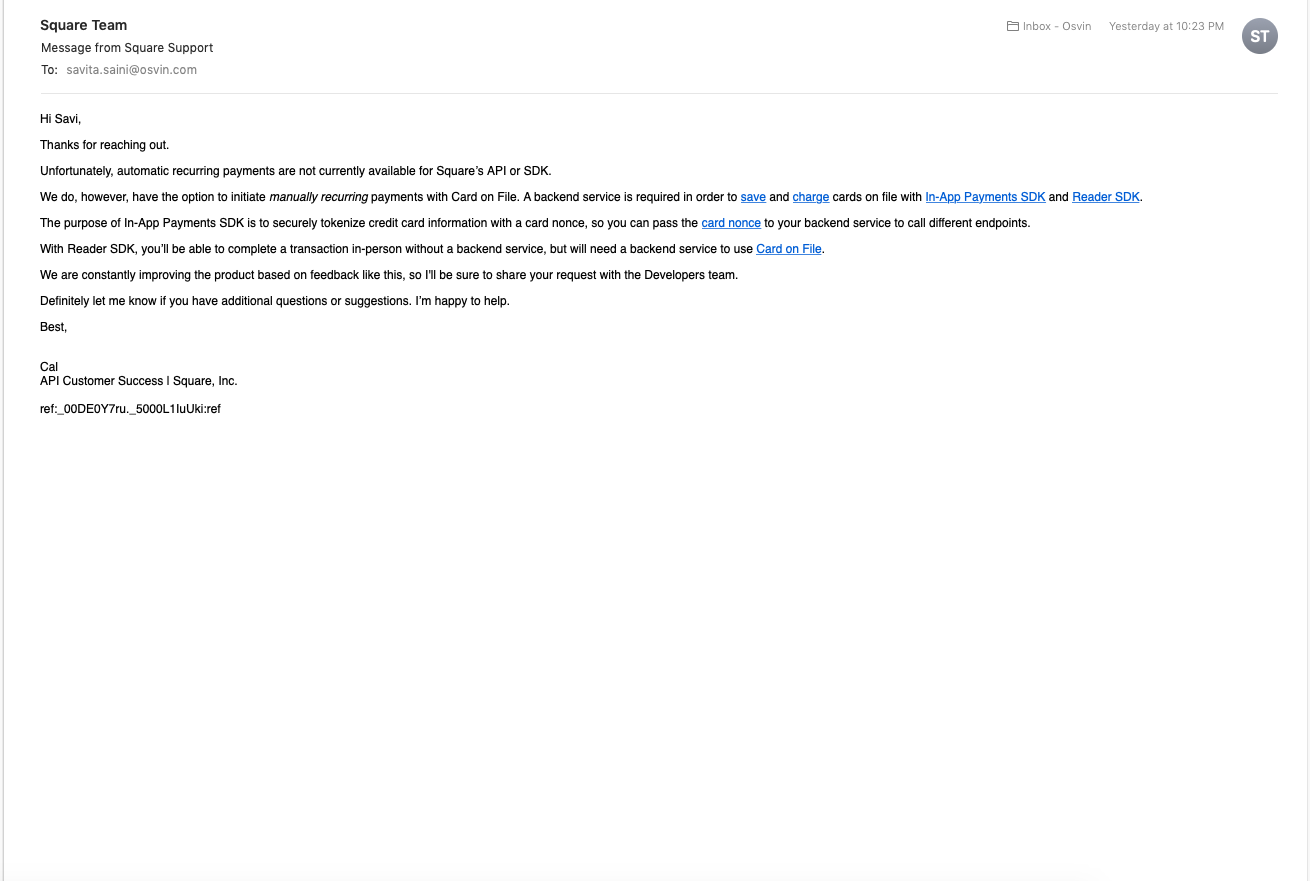 Square Team
Inbox - Osvin Yesterday at 10:23 PM
ST
Message from Square Support
To: savita.saini@osvin.com
Hi Savi,
Thanks for reaching out.
Unfortunately, automatic recurring payments are not currently available for Square's API or SDK.
We do, however, have the option to initiate manually recurring payments with Card on File. A backend service is required in order to save and charge cards on file with In-App Payments SDK and Reader SDK.
The purpose of In-App Payments SDK is to securely tokenize credit card information with a card nonce, so you can pass the card nonce to your backend service to call different endpoints.
With Reader SDK, you'll be able to complete a transaction in-person without a backend service, but will need a backend service to use Card on File.
We are constantly improving the product based on feedback like this, so I'll be sure to share your request with the Developers team.
Definitely let me know if you have additional questions or suggestions. I'm happy to help.
Best,
Cal
API Customer Success | Square, Inc.
ref:_00DE0Y7ru._5000L1IuUki:ref